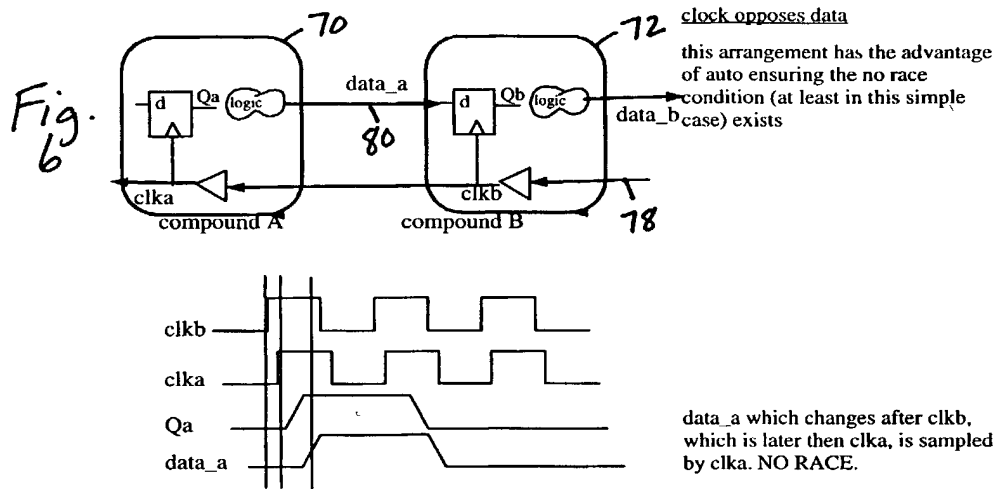 Fig. 6
70
72
clock opposes data
this arrangement has the advantage
of auto ensuring the no race
condition (at least in this simple
case) exists
d
Qa
logic
data_a
80
d
Qb
logic
data_b
clka
clkb
78
compound A
compound B
clkb
clka
Qa
data_a
data_a which changes after clkb,
which is later then clka, is sampled
by clka. NO RACE.